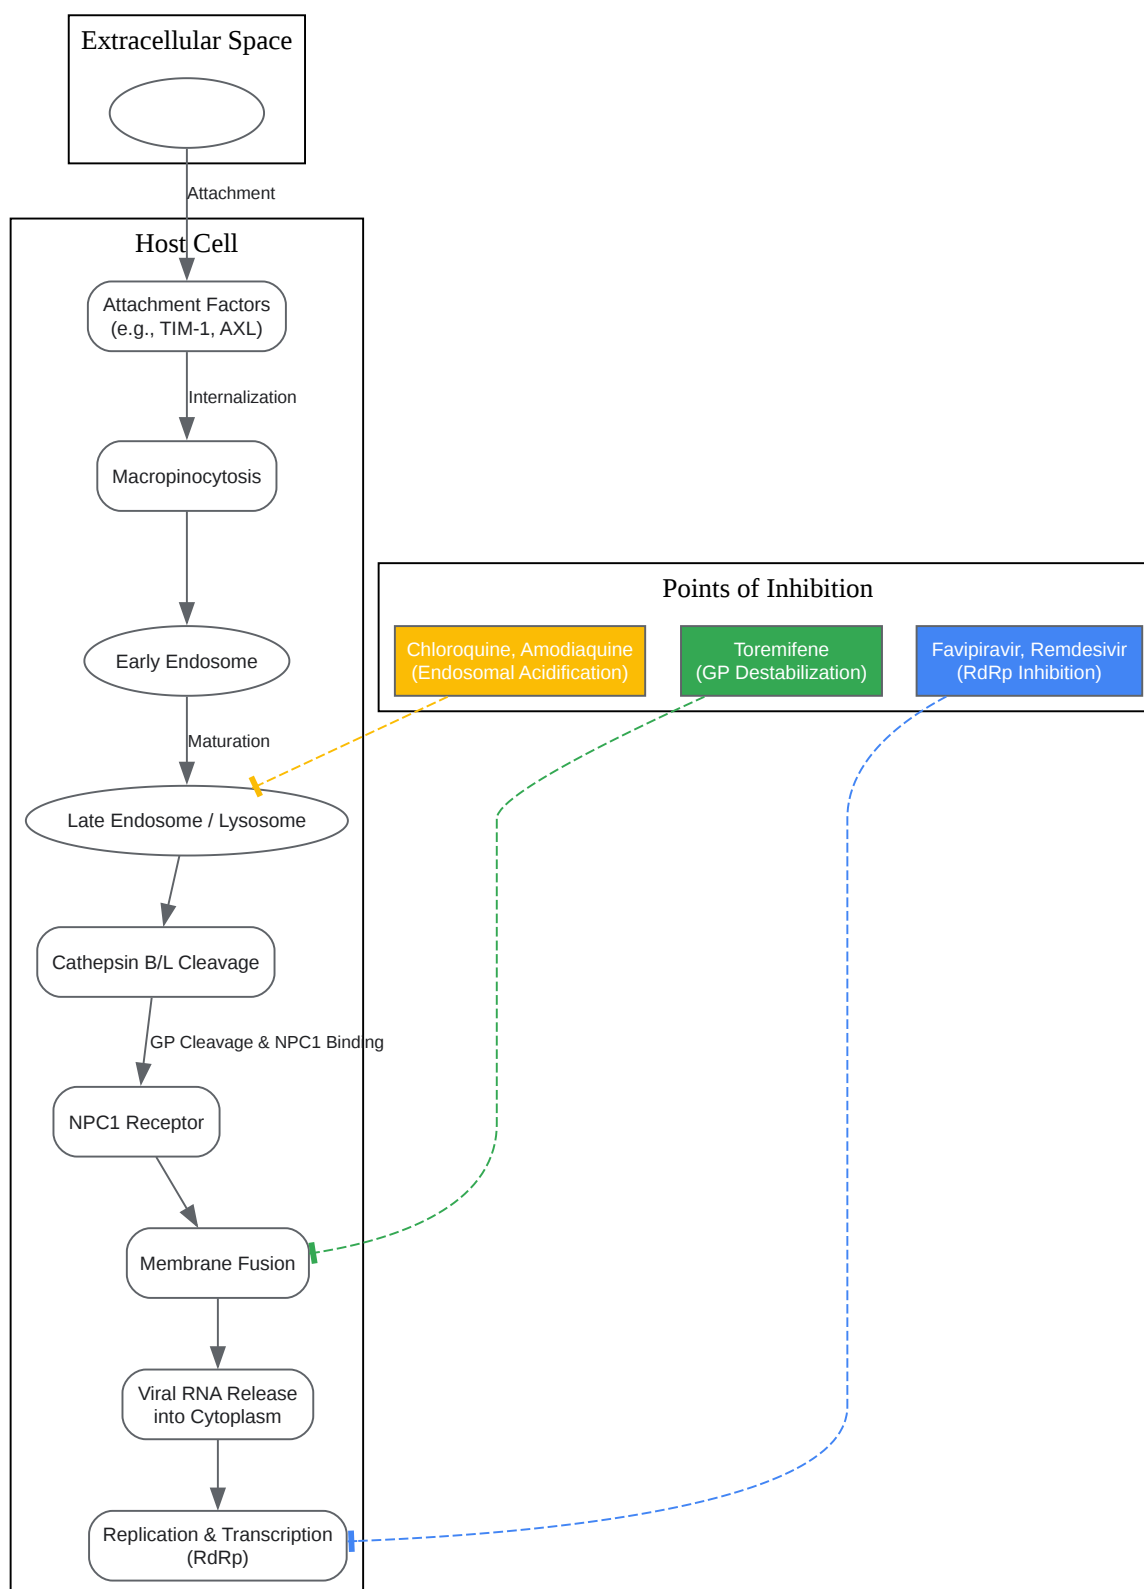 Extracellular Space
Attachment
Host Cell
Attachment Factors
(e.g., TIM-1, AXL)
Internalization
Macropinocytosis
Points of Inhibition
Chloroquine, Amodiaquine
(Endosomal Acidification)
Toremifene
(GP Destabilization)
Favipiravir, Remdesivir
(RdRp Inhibition)
Early Endosome
Maturation
Late Endosome / Lysosome
Cathepsin B/L Cleavage
GP Cleavage & NPC1 Binding
NPC1 Receptor
Membrane Fusion
Viral RNA Release
into Cytoplasm
Replication & Transcription
(RdRp)